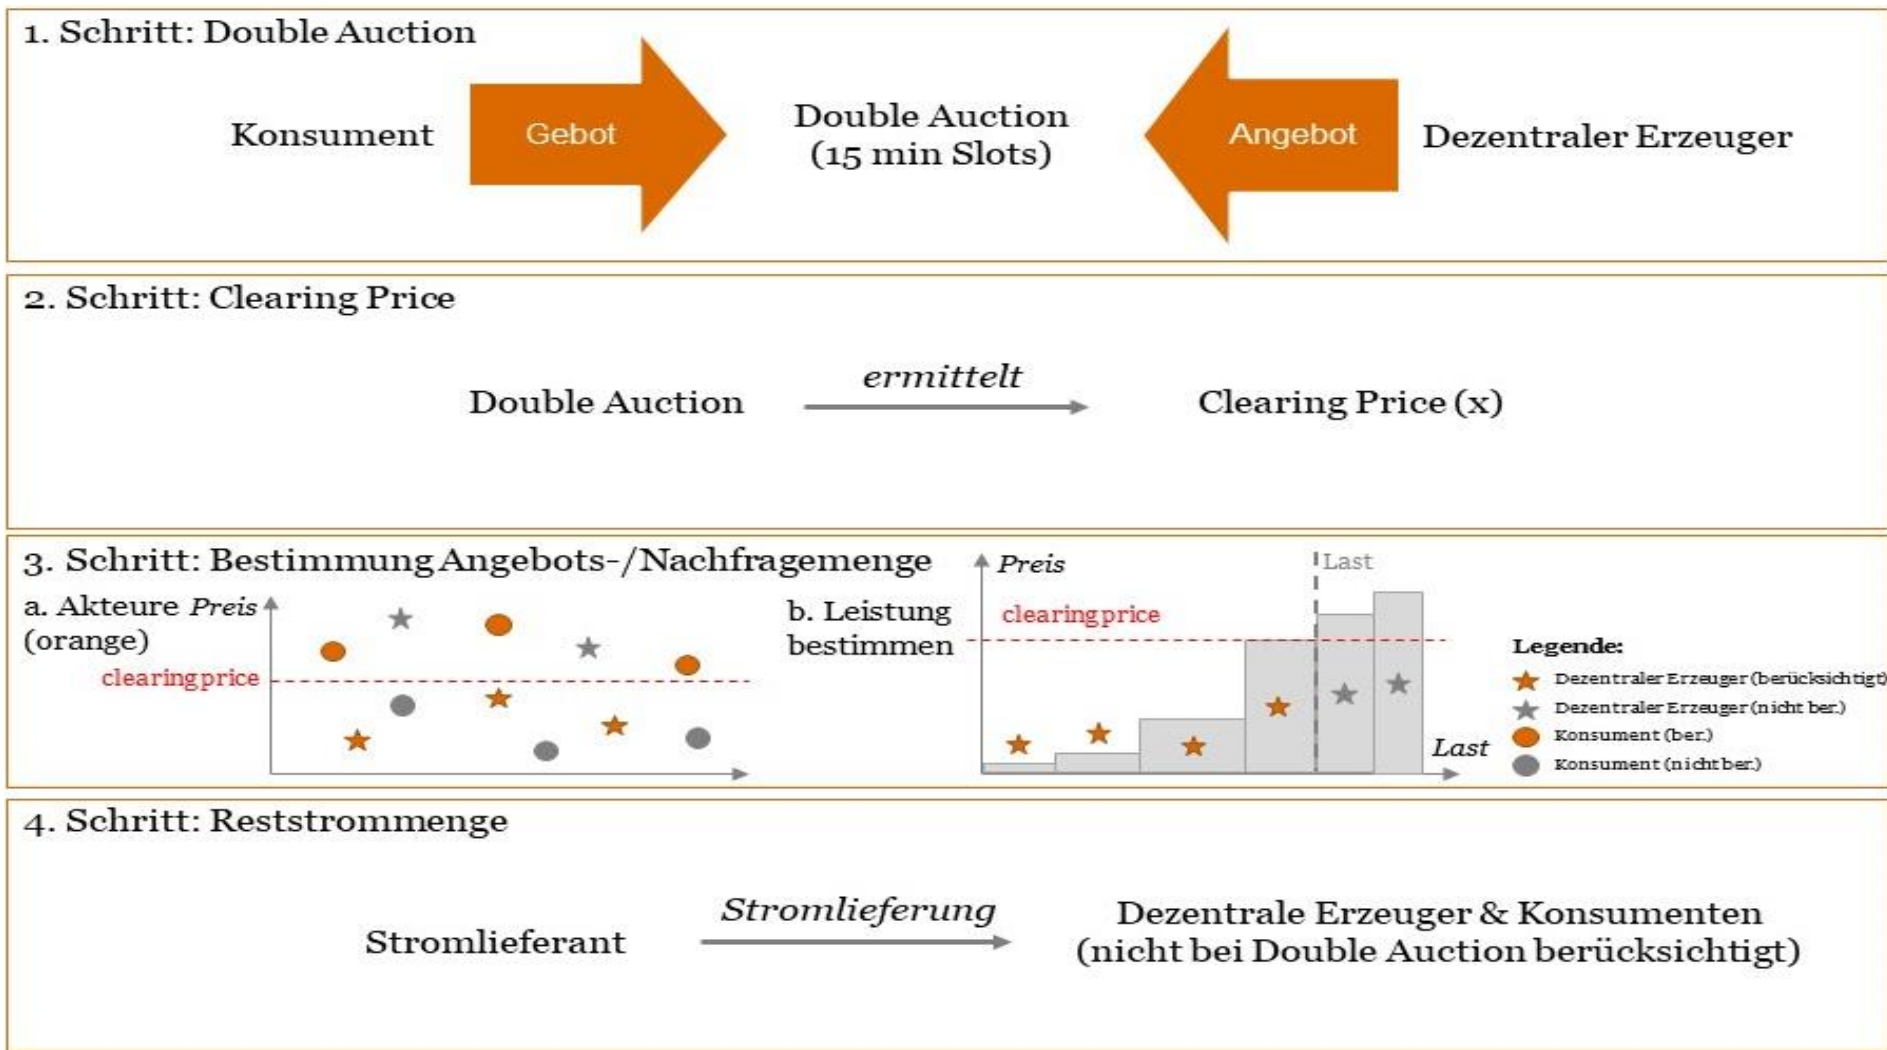 1. Schritt: Double Auction
Konsument
Gebot
Double Auction
(15 min Slots)
Angebot
Dezentraler Erzeuger
2. Schritt: Clearing Price
Double Auction
ermittelt
Clearing Price (x)
3. Schritt: Bestimmung Angebots-/Nachfragemenge
a. Akteure
(orange)
Preis
clearing price
b. Leistung
bestimmen
Preis
clearing price
Last
Last
Legende:
Dezentraler Erzeuger (berücksichtigt)
Dezentraler Erzeuger (nicht ber.)
Konsument (ber.)
Konsument (nicht ber.)
4. Schritt: Reststrommenge
Stromlieferant
Stromlieferung
Dezentrale Erzeuger & Konsumenten
(nicht bei Double Auction berücksichtigt)